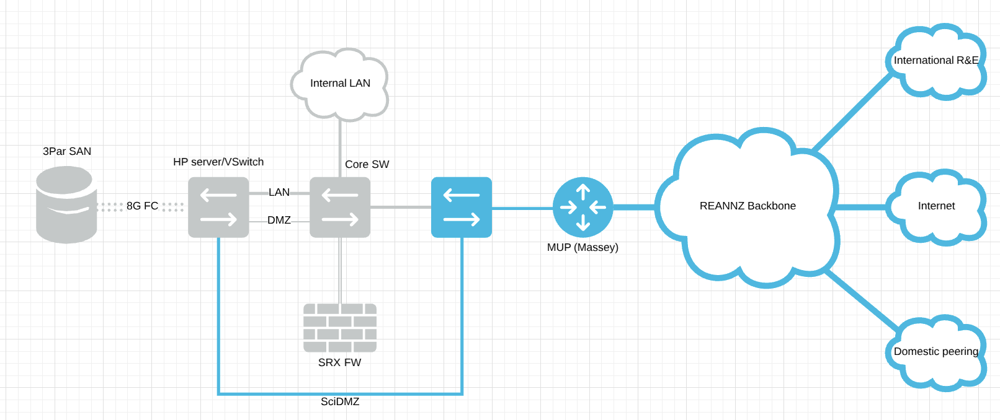 International R&E
Internal LAN
3Par SAN
HP server/VSwitch
Core SW
LAN
8G FC
DMZ
REANNZ Backbone
Internet
MUP (Massey)
Domestic peering
SRX FW
SciDMZ